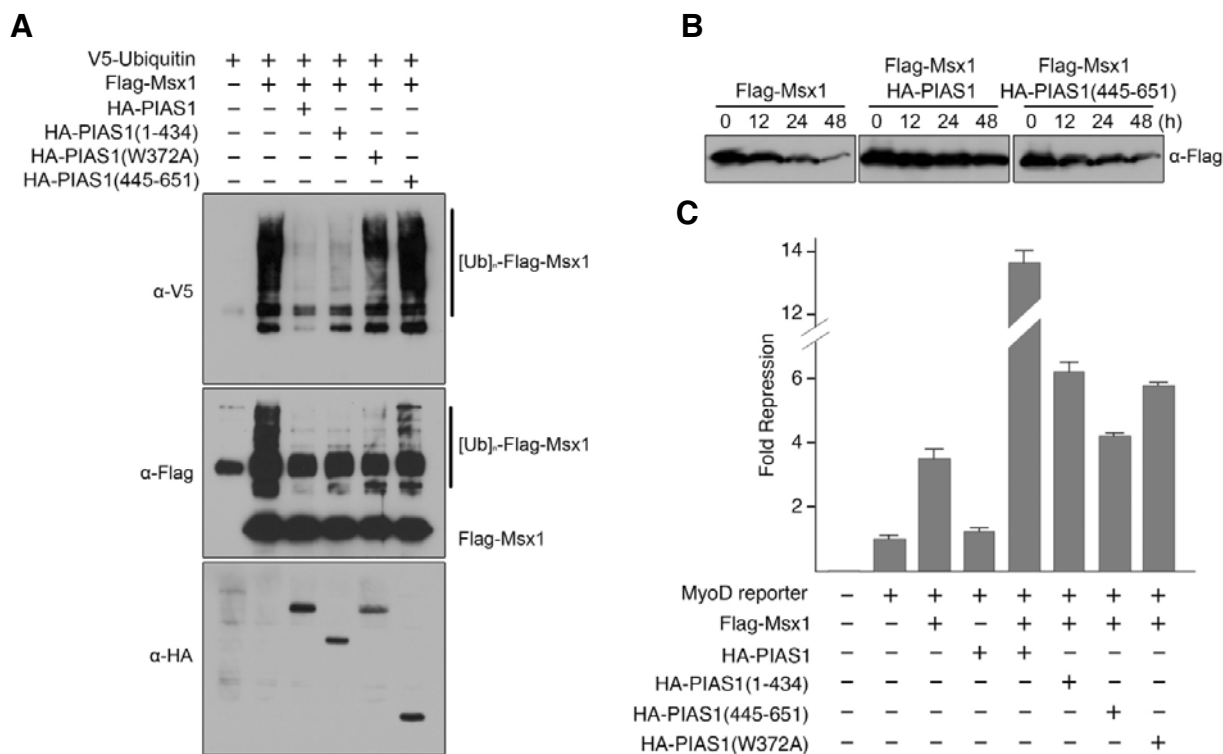 A
V5-Ubiquitin + + + + + +
Flag-Msx1 – + + + + +
HA-PIAS1 – – + – – –
HA-PIAS1(1-434) – – – + – –
HA-PIAS1(W372A) – – – – + –
HA-PIAS1(445-651) – – – – – +
α-V5
[Ub]n-Flag-Msx1
α-Flag
[Ub]n-Flag-Msx1
Flag-Msx1
α-HA
B
Flag-Msx1
Flag-Msx1
HA-PIAS1
Flag-Msx1
HA-PIAS1(445-651)
0 12 24 48 0 12 24 48 0 12 24 48 (h)
α-Flag
C
Fold Repression
14
12
6
4
2
MyoD reporter – + + + + + + +
Flag-Msx1 – – + – + + + +
HA-PIAS1 – – – + + – – –
HA-PIAS1(1-434) – – – – – + – –
HA-PIAS1(445-651) – – – – – – + –
HA-PIAS1(W372A) – – – – – – – +